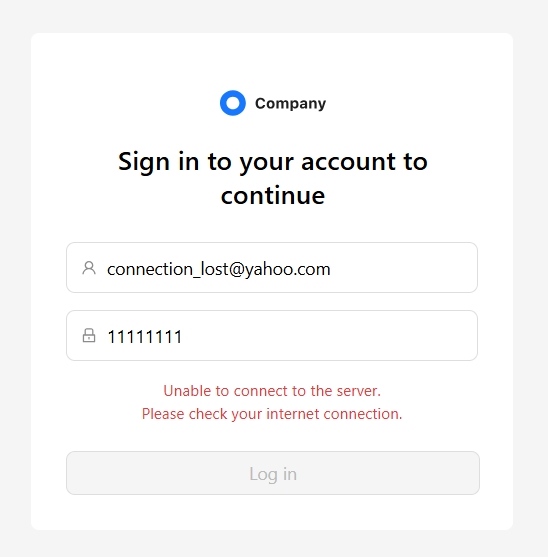 Company
Sign in to your account to
continue
connection_lost@yahoo.com
11111111
Unable to connect to the server.
Please check your internet connection.
Log in